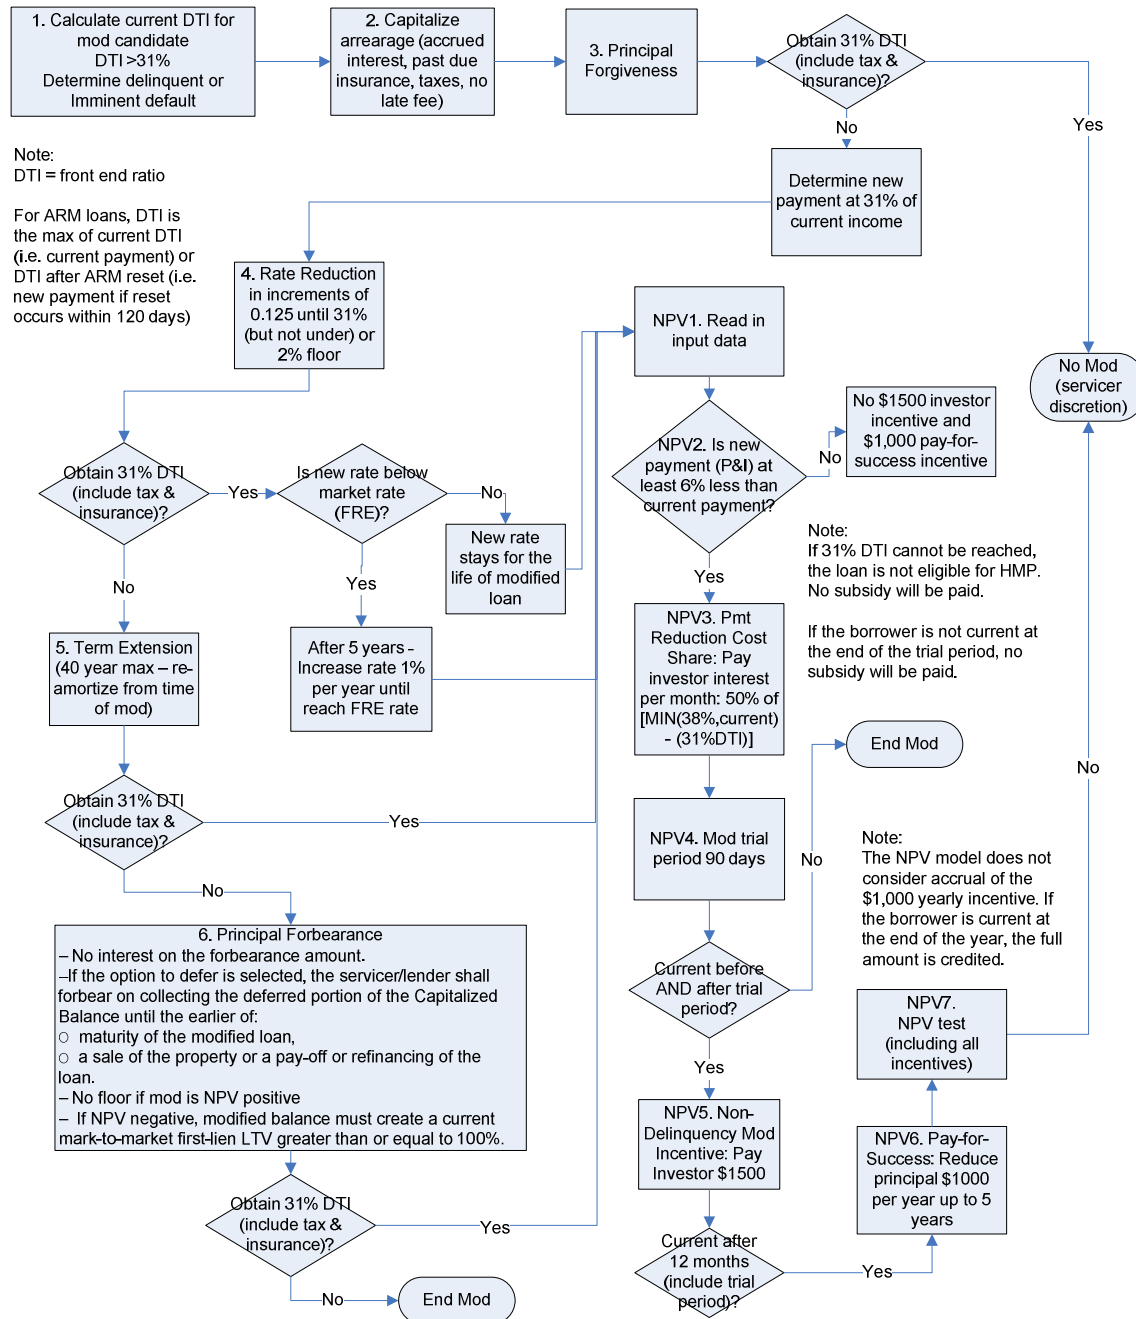 1. Calculate current DTI for
mod candidate
DTI >31%
Determine delinquent or
Imminent default
2. Capitalize
arrearage (accrued
interest, past due
insurance, taxes, no
late fee)
3. Principal
Forgiveness
Obtain 31% DTI
(include tax &
insurance)?
Yes
No
Note:
DTI = front end ratio
For ARM loans, DTI is
the max of current DTI
(i.e. current payment) or
DTI after ARM reset (i.e.
new payment if reset
occurs within 120 days)
Determine new
payment at 31% of
current income
4. Rate Reduction
in increments of
0.125 until 31%
(but not under) or
2% floor
NPV1. Read in
input data
No Mod
(servicer
discretion)
Obtain 31% DTI
(include tax &
insurance)?
Yes
Is new rate below
market rate
(FRE)?
No
New rate
stays for the
life of modified
loan
NPV2. Is new
payment (P&I) at
least 6% less than
current payment?
No
No $1500 investor
incentive and
$1,000 pay-for-
success incentive
No
Yes
Yes
Note:
If 31% DTI cannot be reached,
the loan is not eligible for HMP.
No subsidy will be paid.
If the borrower is not current at
the end of the trial period, no
subsidy will be paid.
5. Term Extension
(40 year max – re-
amortize from time
of mod)
After 5 years -
Increase rate 1%
per year until
reach FRE rate
NPV3. Pmt
Reduction Cost
Share: Pay
investor interest
per month: 50% of
[MIN(38%,current)
- (31%DTI)]
End Mod
Obtain 31% DTI
(include tax &
insurance)?
Yes
No
NPV4. Mod trial
period 90 days
No
No
Note:
The NPV model does not
consider accrual of the
$1,000 yearly incentive. If
the borrower is current at
the end of the year, the full
amount is credited.
6. Principal Forbearance
– No interest on the forbearance amount.
–If the option to defer is selected, the servicer/lender shall
forbear on collecting the deferred portion of the Capitalized
Balance until the earlier of:
○ maturity of the modified loan,
○ a sale of the property or a pay-off or refinancing of the
loan.
– No floor if mod is NPV positive
– If NPV negative, modified balance must create a current
mark-to-market first-lien LTV greater than or equal to 100%.
Current before
AND after trial
period?
Yes
NPV7.
NPV test
(including all
incentives)
NPV5. Non-
Delinquency Mod
Incentive: Pay
Investor $1500
NPV6. Pay-for-
Success: Reduce
principal $1000
per year up to 5
years
Obtain 31% DTI
(include tax &
insurance)?
Yes
Current after
12 months
(include trial
period)?
Yes
No
End Mod